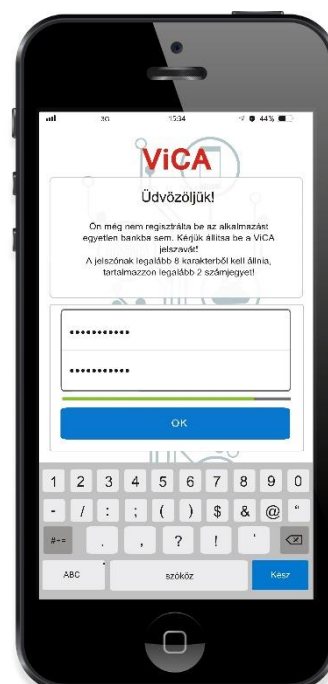 3G 15:34 44%
ViCA
Üdvözöljük!
Ön még nem regisztrálta be az alkalmazást
egyetlen bankba sem. Kérjük állítsa be a ViCA
jelszavát!
A jelszónak legalább 8 karakterből kell állnia,
tartalmazzon legalább 2 számjegyet!
•••••••••••
•••••••••••
OK
1 2 3 4 5 6 7 8 9 0
- / : ; ( ) $ & @ “
#+= . , ? ! ' 
ABC szóköz Kész